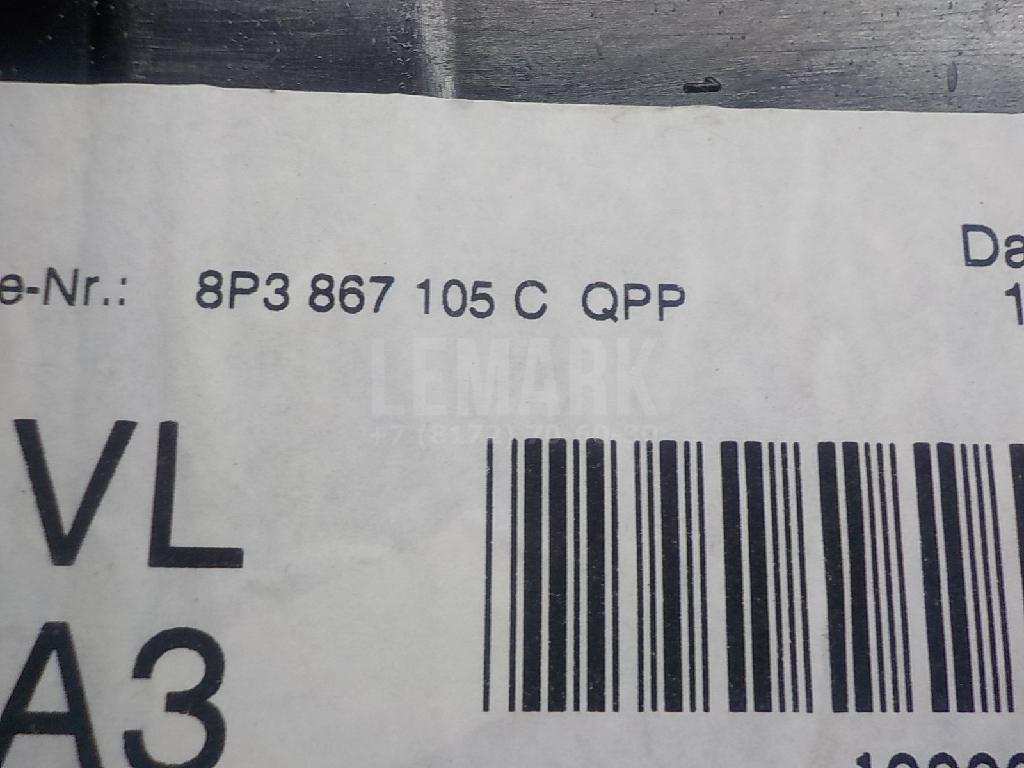 Da
e-Nr.: 8P3 867 105 C QPP
1
LEMARK
VL
A3